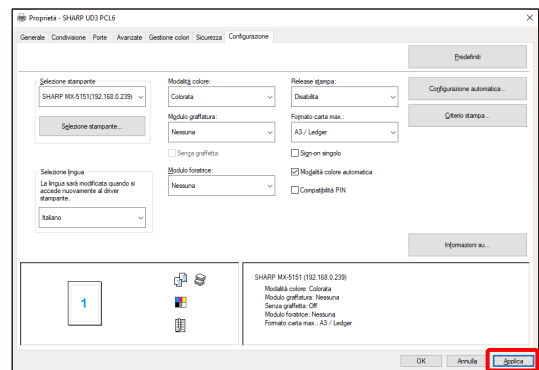 Proprietà - SHARP UD3 PCL6
Generale Condivisione Porte Avanzate Gestione colori Sicurezza Configurazione
Predefiniti
Selezione stampante
SHARP MX-5151(192.168.0.239)
Selezione stampante...
Modalità colore:
Colorata
Release stampa:
Disabilita
Configurazione automatica...
Modulo graffatura:
Nessuna
Formato carta max.:
A3 / Ledger
Criterio stampa...
Senza graffetta
Sign-on singolo
Selezione lingua
La lingua sarà modificata quando si
accede nuovamente al driver
stampante.
Italiano
Modulo foratrice:
Nessuna
Modalità colore automatica
Compatibilità PIN
Informazioni su...
1
SHARP MX-5151 (192.168.0.239)
Modalità colore: Colorata
Modulo graffatura: Nessuna
Senza graffetta: Off
Modulo foratrice: Nessuna
Formato carta max.: A3 / Ledger
OK Annulla Applica